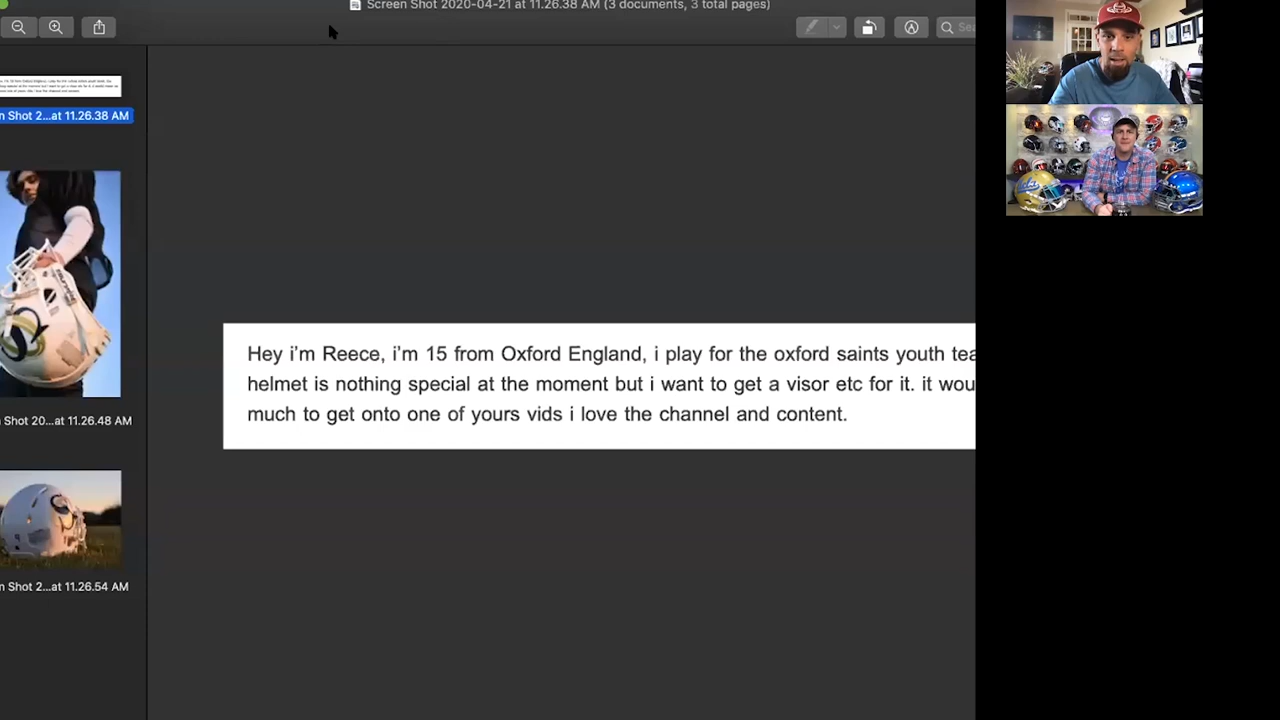 Screen Shot 2020-04-21 at 11.26.38 AM (3 documents, 3 total pages)
n Shot 2...at 11.26.38 AM
Shot 20...at 11.26.48 AM
n Shot 2...at 11.26.54 AM
Hey i'm Reece, i'm 15 from Oxford England, i play for the oxford saints youth tea
helmet is nothing special at the moment but i want to get a visor etc for it. it wou
much to get onto one of yours vids i love the channel and content.